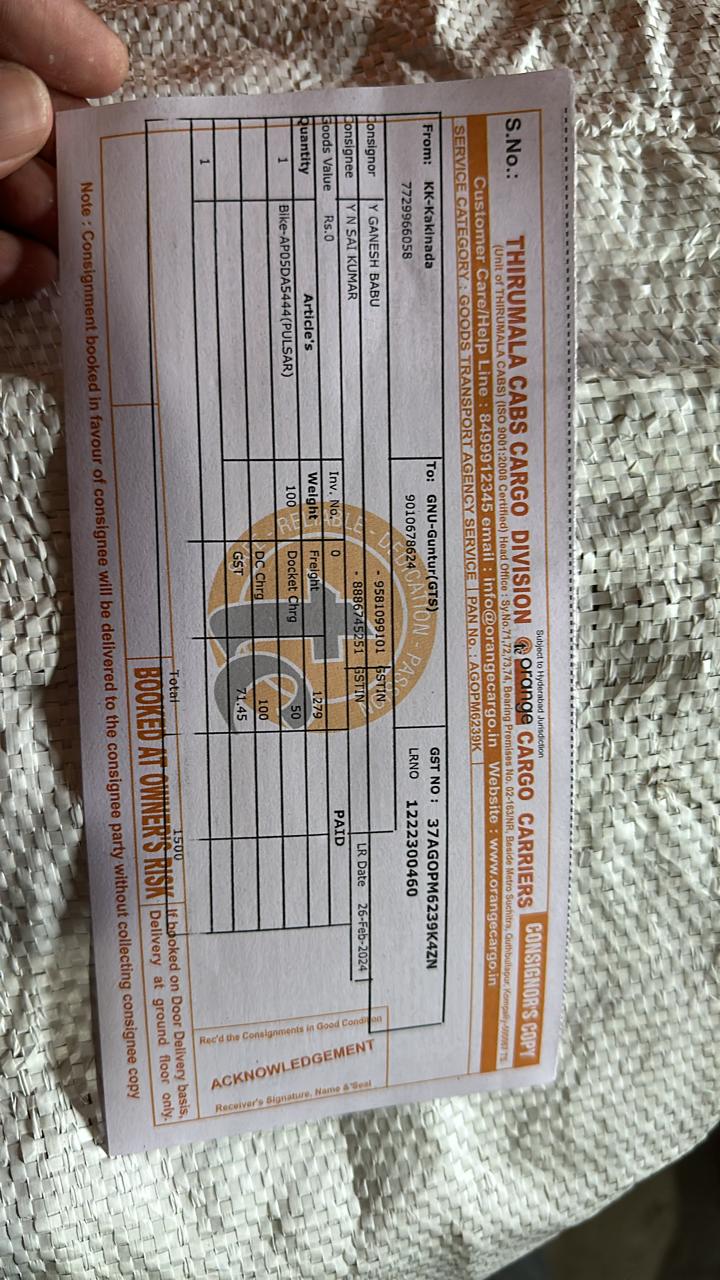 Subject to Hyderabad Jurisdiction
S.No.: THIRUMALA CABS CARGO DIVISION orange CARGO CARRIERS CONSIGNOR'S COPY
(Unit of THIRUMALA CABS) (ISO 9001:2008 Certified) Head Office : Sy.No.71,72,73,74, Bearing Premises No. 02-163/NR, Beside Metro Suchitra, Quthbullapur, Kompally
Customer Care/Help Line : 8499912345 email : info@orangecargo.in Website : www.orangecargo.in
SERVICE CATEGORY : GOODS TRANSPORT AGENCY SERVICE | PAN No. : AGOPM6239K
From: KK-Kakinada To: GNU-Guntur(GTS) GST NO : 37AGOPM6239K4ZN
7729966058 9010678624 LRNO 1222300460
Consignor Y GANESH BABU - 9581099101 GSTIN
Consignee Y N SAI KUMAR - 8886745251 GSTIN LR Date 26-Feb-2024
Goods Value Rs.0 Inv. No. 0 PAID
Quantity Article's Weight Freight 1279
1 Bike-AP05DA5444(PULSAR) 100 Docket Chrg 50
DC Chrg 100
GST 71.45
1 Total 1500
RELIABLE - DEDICATION - PASSION
tc
Rec'd the Consignments in Good Condition
ACKNOWLEDGEMENT
Receiver's Signature, Name & Seal
BOOKED AT OWNER'S RISK
If booked on Door Delivery basis,
Delivery at ground floor only.
Note : Consignment booked in favour of consignee will be delivered to the consignee party without collecting consignee copy